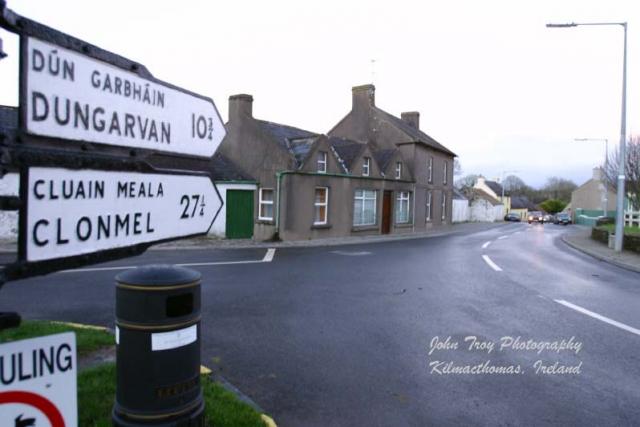 DÚN GARBHÁIN
DUNGARVAN 10¾
CLUAIN MEALA
CLONMEL 27¼
ULING
John Troy Photography
Kilmacthomas, Ireland